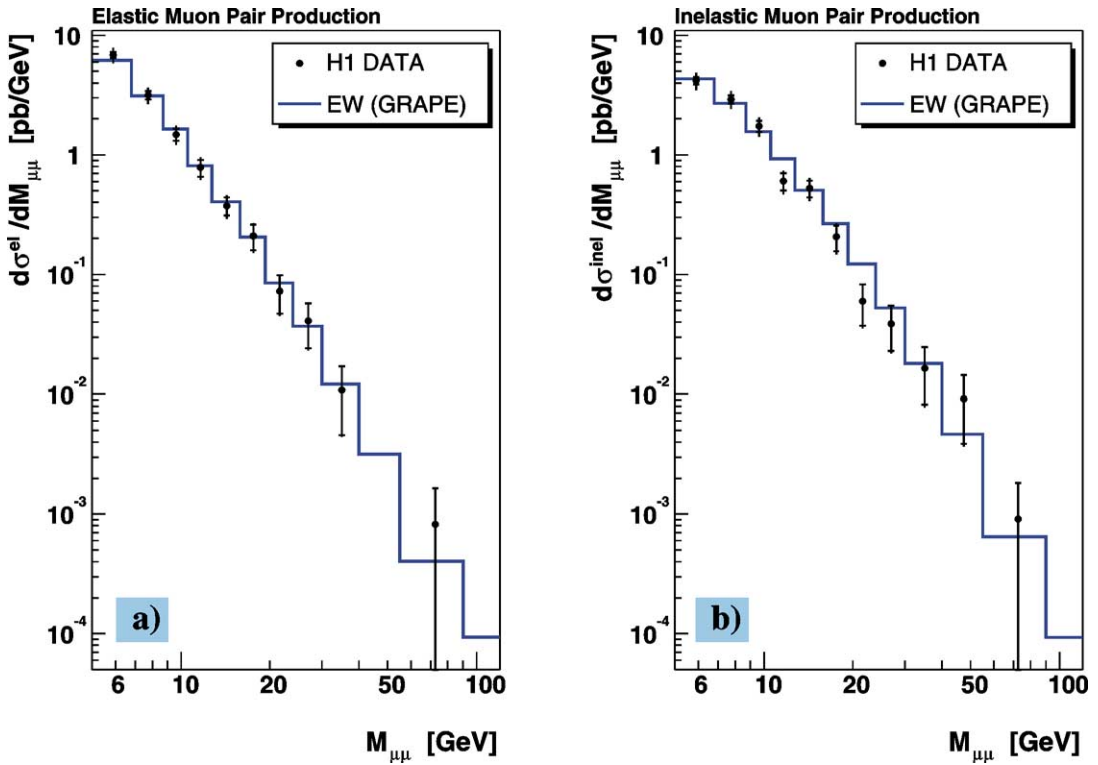 Elastic Muon Pair Production
dσ^el /dM_μμ [pb/GeV]
10
1
10^-1
10^-2
10^-3
10^-4
H1 DATA
EW (GRAPE)
a)
6 10 20 50 100
M_μμ [GeV]
Inelastic Muon Pair Production
dσ^inel /dM_μμ [pb/GeV]
10
1
10^-1
10^-2
10^-3
10^-4
H1 DATA
EW (GRAPE)
b)
6 10 20 50 100
M_μμ [GeV]